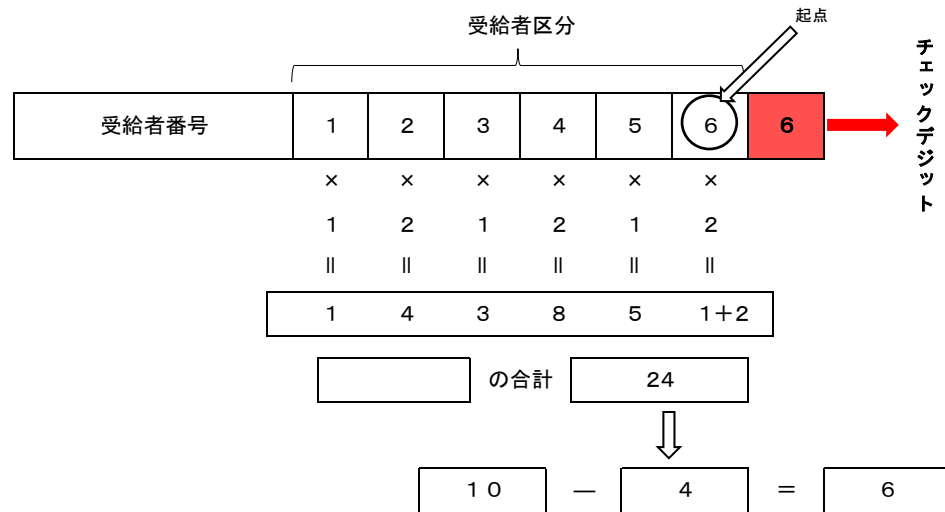 起点
受給者区分
チェックデジット
受給者番号 １ ２ ３ ４ ５ ６ ６
× × × × × ×
１ ２ １ ２ １ ２
॥ ॥ ॥ ॥ ॥ ॥
１ ４ ３ ８ ５ １＋２
の合計 ２４
１０ － ４ ＝ ６